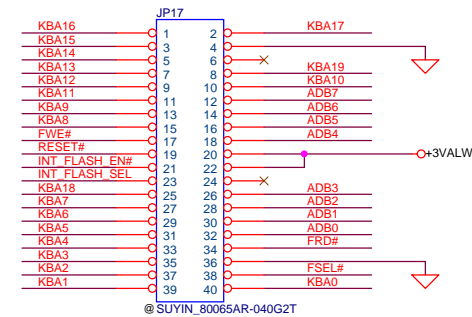 JP17
KBA16 1 2 KBA17
KBA15 3 4
KBA14 5 6
KBA13 7 8 KBA19
KBA12 9 10 KBA10
KBA11 11 12 ADB7
KBA9 13 14 ADB6
KBA8 15 16 ADB5
FWE# 17 18 ADB4
RESET# 19 20 +3VALW
INT_FLASH_EN# 21 22
INT_FLASH_SEL 23 24
KBA18 25 26 ADB3
KBA7 27 28 ADB2
KBA6 29 30 ADB1
KBA5 31 32 ADB0
KBA4 33 34 FRD#
KBA3 35 36
KBA2 37 38 FSEL#
KBA1 39 40 KBA0
@ SUYIN_80065AR-040G2T